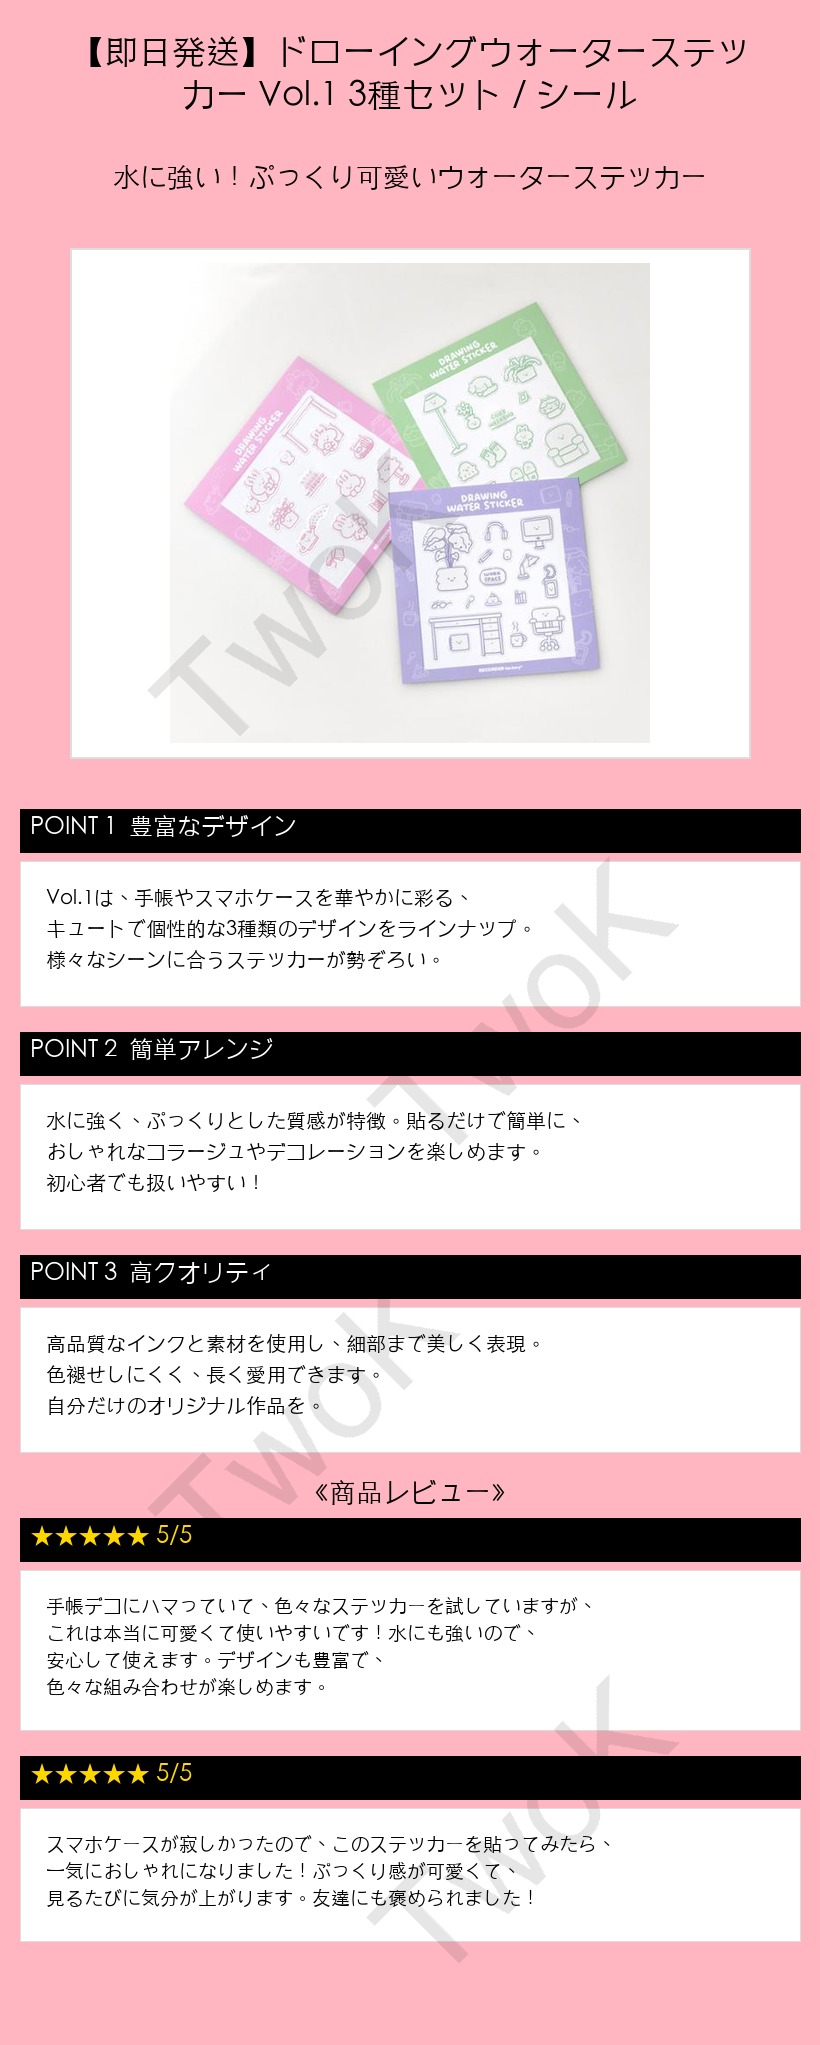 【即日発送】ドローイングウォーターステッ
カー Vol.1 3種セット / シール
水に強い！ぷっくり可愛いウォーターステッカー
DRAWING
WATER STICKER
DRAWING
WATER STICKER
DRAWING
WATER STICKER
WORK
SPACE
RECORDER factory
TwoK
POINT 1 豊富なデザイン
Vol.1は、手帳やスマホケースを華やかに彩る、
キュートで個性的な3種類のデザインをラインナップ。
様々なシーンに合うステッカーが勢ぞろい。
TwoK
POINT 2 簡単アレンジ
水に強く、ぷっくりとした質感が特徴。貼るだけで簡単に、
おしゃれなコラージュやデコレーションを楽しめます。
初心者でも扱いやすい！
POINT 3 高クオリティ
高品質なインクと素材を使用し、細部まで美しく表現。
色褪せしにくく、長く愛用できます。
自分だけのオリジナル作品を。
TwoK
《商品レビュー》
★★★★★ 5/5
手帳デコにハマっていて、色々なステッカーを試していますが、
これは本当に可愛くて使いやすいです！水にも強いので、
安心して使えます。デザインも豊富で、
色々な組み合わせが楽しめます。
TwoK
★★★★★ 5/5
スマホケースが寂しかったので、このステッカーを貼ってみたら、
一気におしゃれになりました！ぷっくり感が可愛くて、
見るたびに気分が上がります。友達にも褒められました！